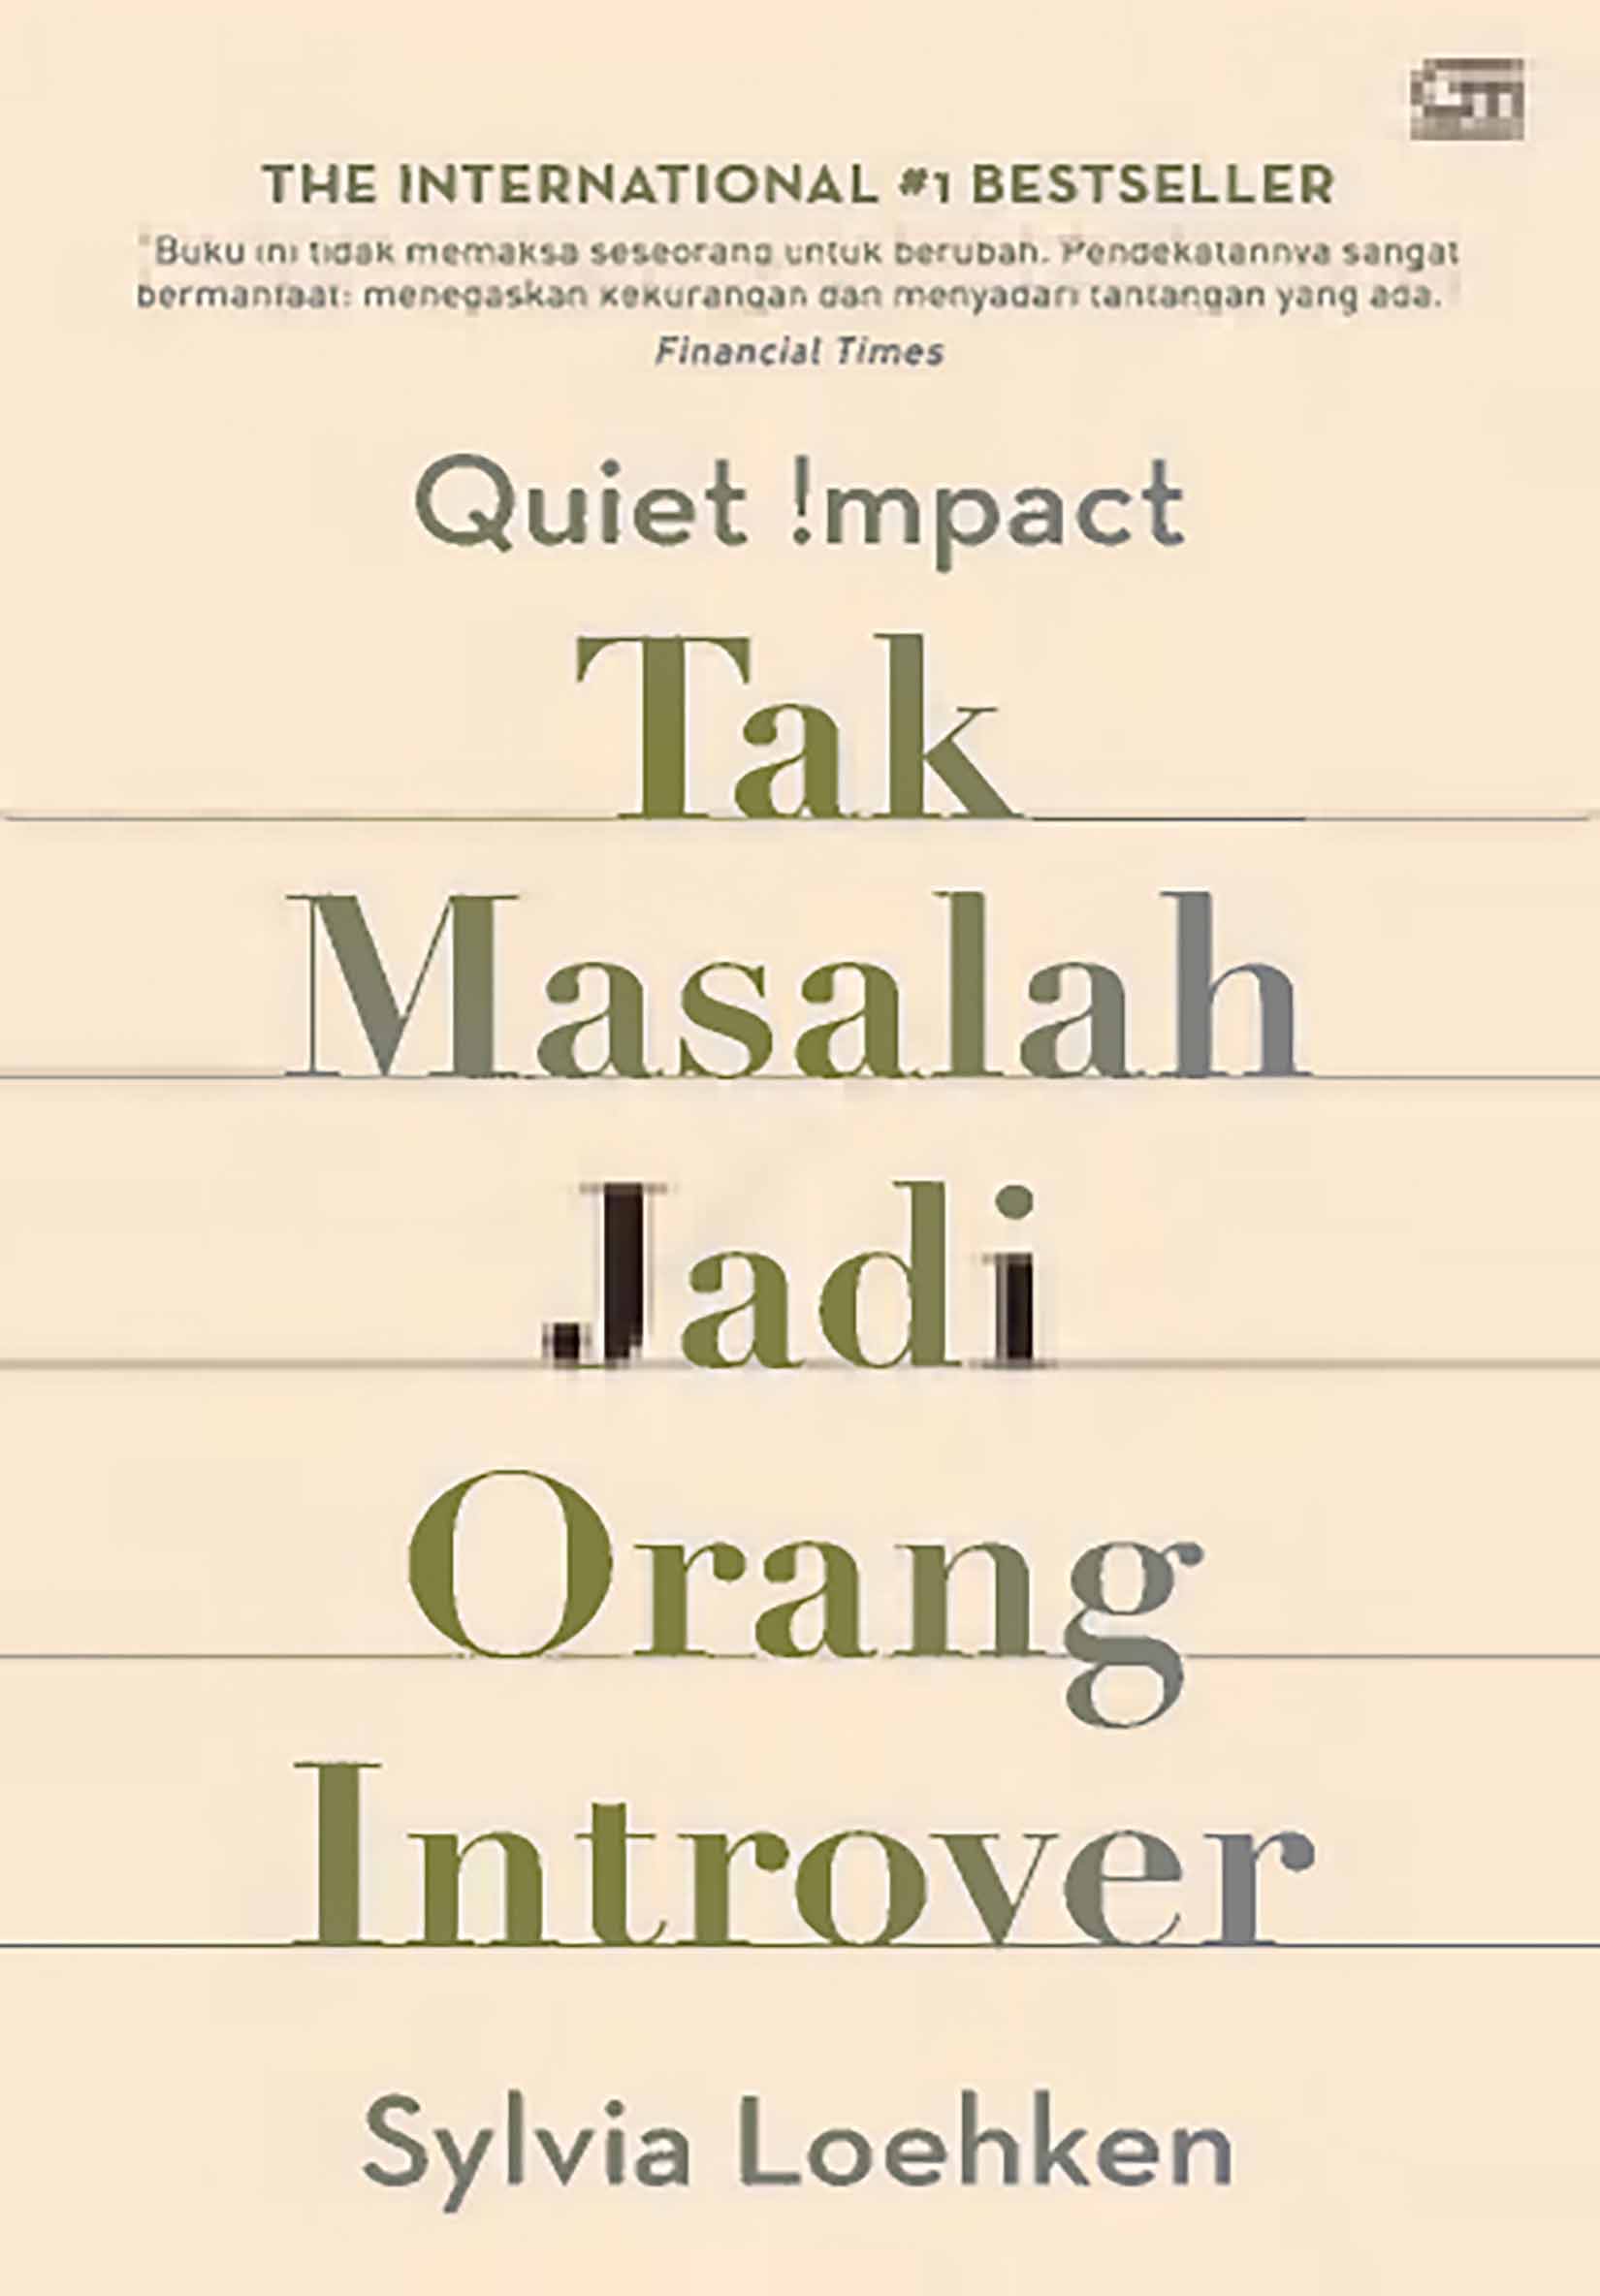 THE INTERNATIONAL #1 BESTSELLER
"Buku ini tidak memaksa seseorang untuk berubah. Pendekatannya sangat
bermanfaat: menegaskan kekurangan dan menyadari tantangan yang ada."
Financial Times
Quiet !mpact
Tak
Masalah
Jadi
Orang
Introver
Sylvia Loehken